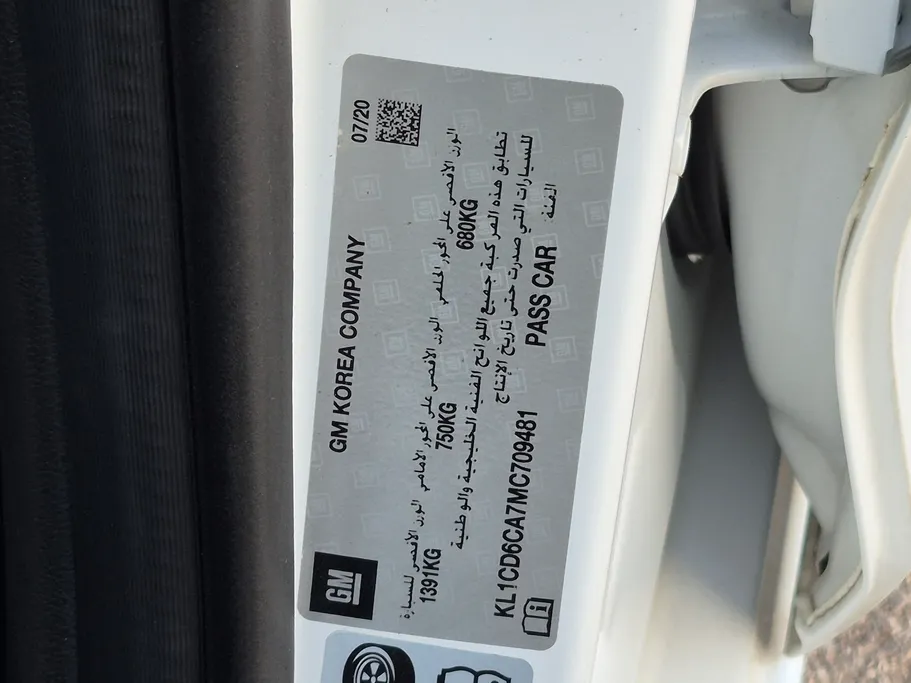 GM
GM KOREA COMPANY
07/20
الوزن الأقصى للسيارة
الوزن الأقصى على المحور الأمامي
الوزن الأقصى على المحور الخلفي
1391KG
750KG
680KG
تطابق هذه المركبة جميع اللوائح الفنية الخليجية والوطنية
للسيارات التي صدرت حتى تاريخ الإنتاج
KL1CD6CA7MC709481
PASS CAR
الفئة: